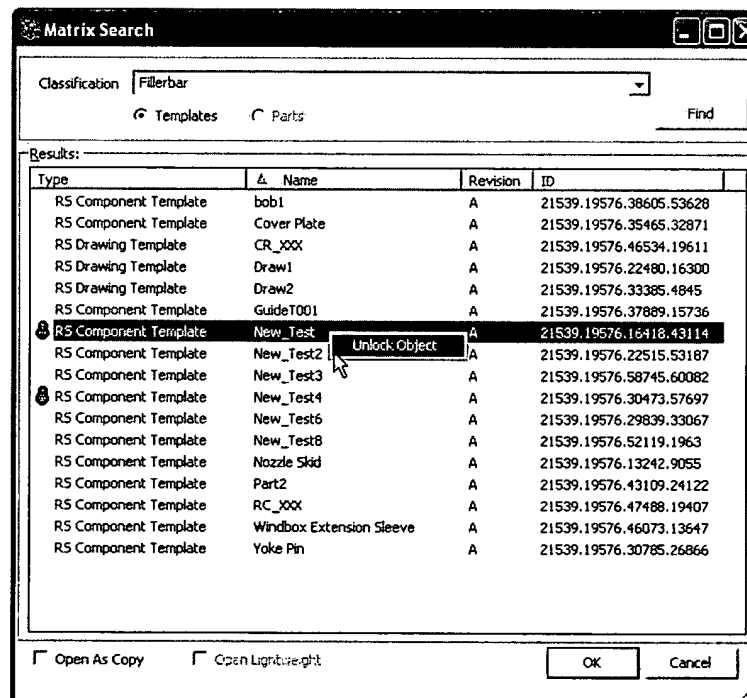 Matrix Search
Classification Fillerbar
Templates Parts Find
Results:
Type Name Revision ID
RS Component Template bob1 A 21539.19576.38605.53628
RS Component Template Cover Plate A 21539.19576.35465.32871
RS Drawing Template CR_XXX A 21539.19576.46534.19611
RS Drawing Template Draw1 A 21539.19576.22480.16300
RS Drawing Template Draw2 A 21539.19576.33385.4845
RS Component Template GuideT001 A 21539.19576.37889.15736
RS Component Template New_Test A 21539.19576.16418.43114
Unlock Object
RS Component Template New_Test2 A 21539.19576.22515.53187
RS Component Template New_Test3 A 21539.19576.58745.60082
RS Component Template New_Test4 A 21539.19576.30473.57697
RS Component Template New_Test6 A 21539.19576.29839.33067
RS Component Template New_Test8 A 21539.19576.52119.1963
RS Component Template Nozzle Skid A 21539.19576.13242.9055
RS Component Template Part2 A 21539.19576.43109.24122
RS Component Template RC_XXX A 21539.19576.47488.19407
RS Component Template Windbox Extension Sleeve A 21539.19576.46073.13647
RS Component Template Yoke Pin A 21539.19576.30785.26866
Open As Copy Open Lightweight OK Cancel